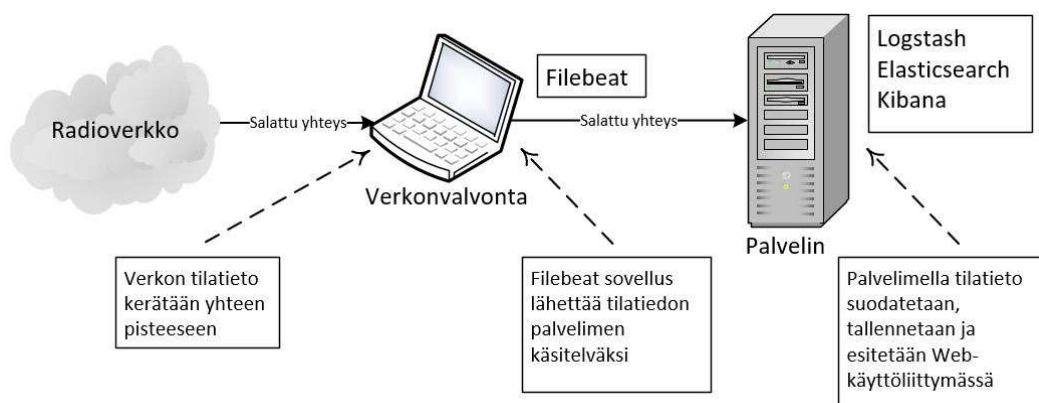 Radioverkko
Salattu yhteys
Verkonvalvonta
Filebeat
Salattu yhteys
Palvelin
Logstash
Elasticsearch
Kibana
Verkon tilatieto
kerätään yhteen
pisteeseen
Filebeat sovellus
lähettää tilatiedon
palvelimen
käsitelväksi
Palvelimella tilatieto
suodatetaan,
tallennetaan ja
esitetään Web-
käyttöliittymässä